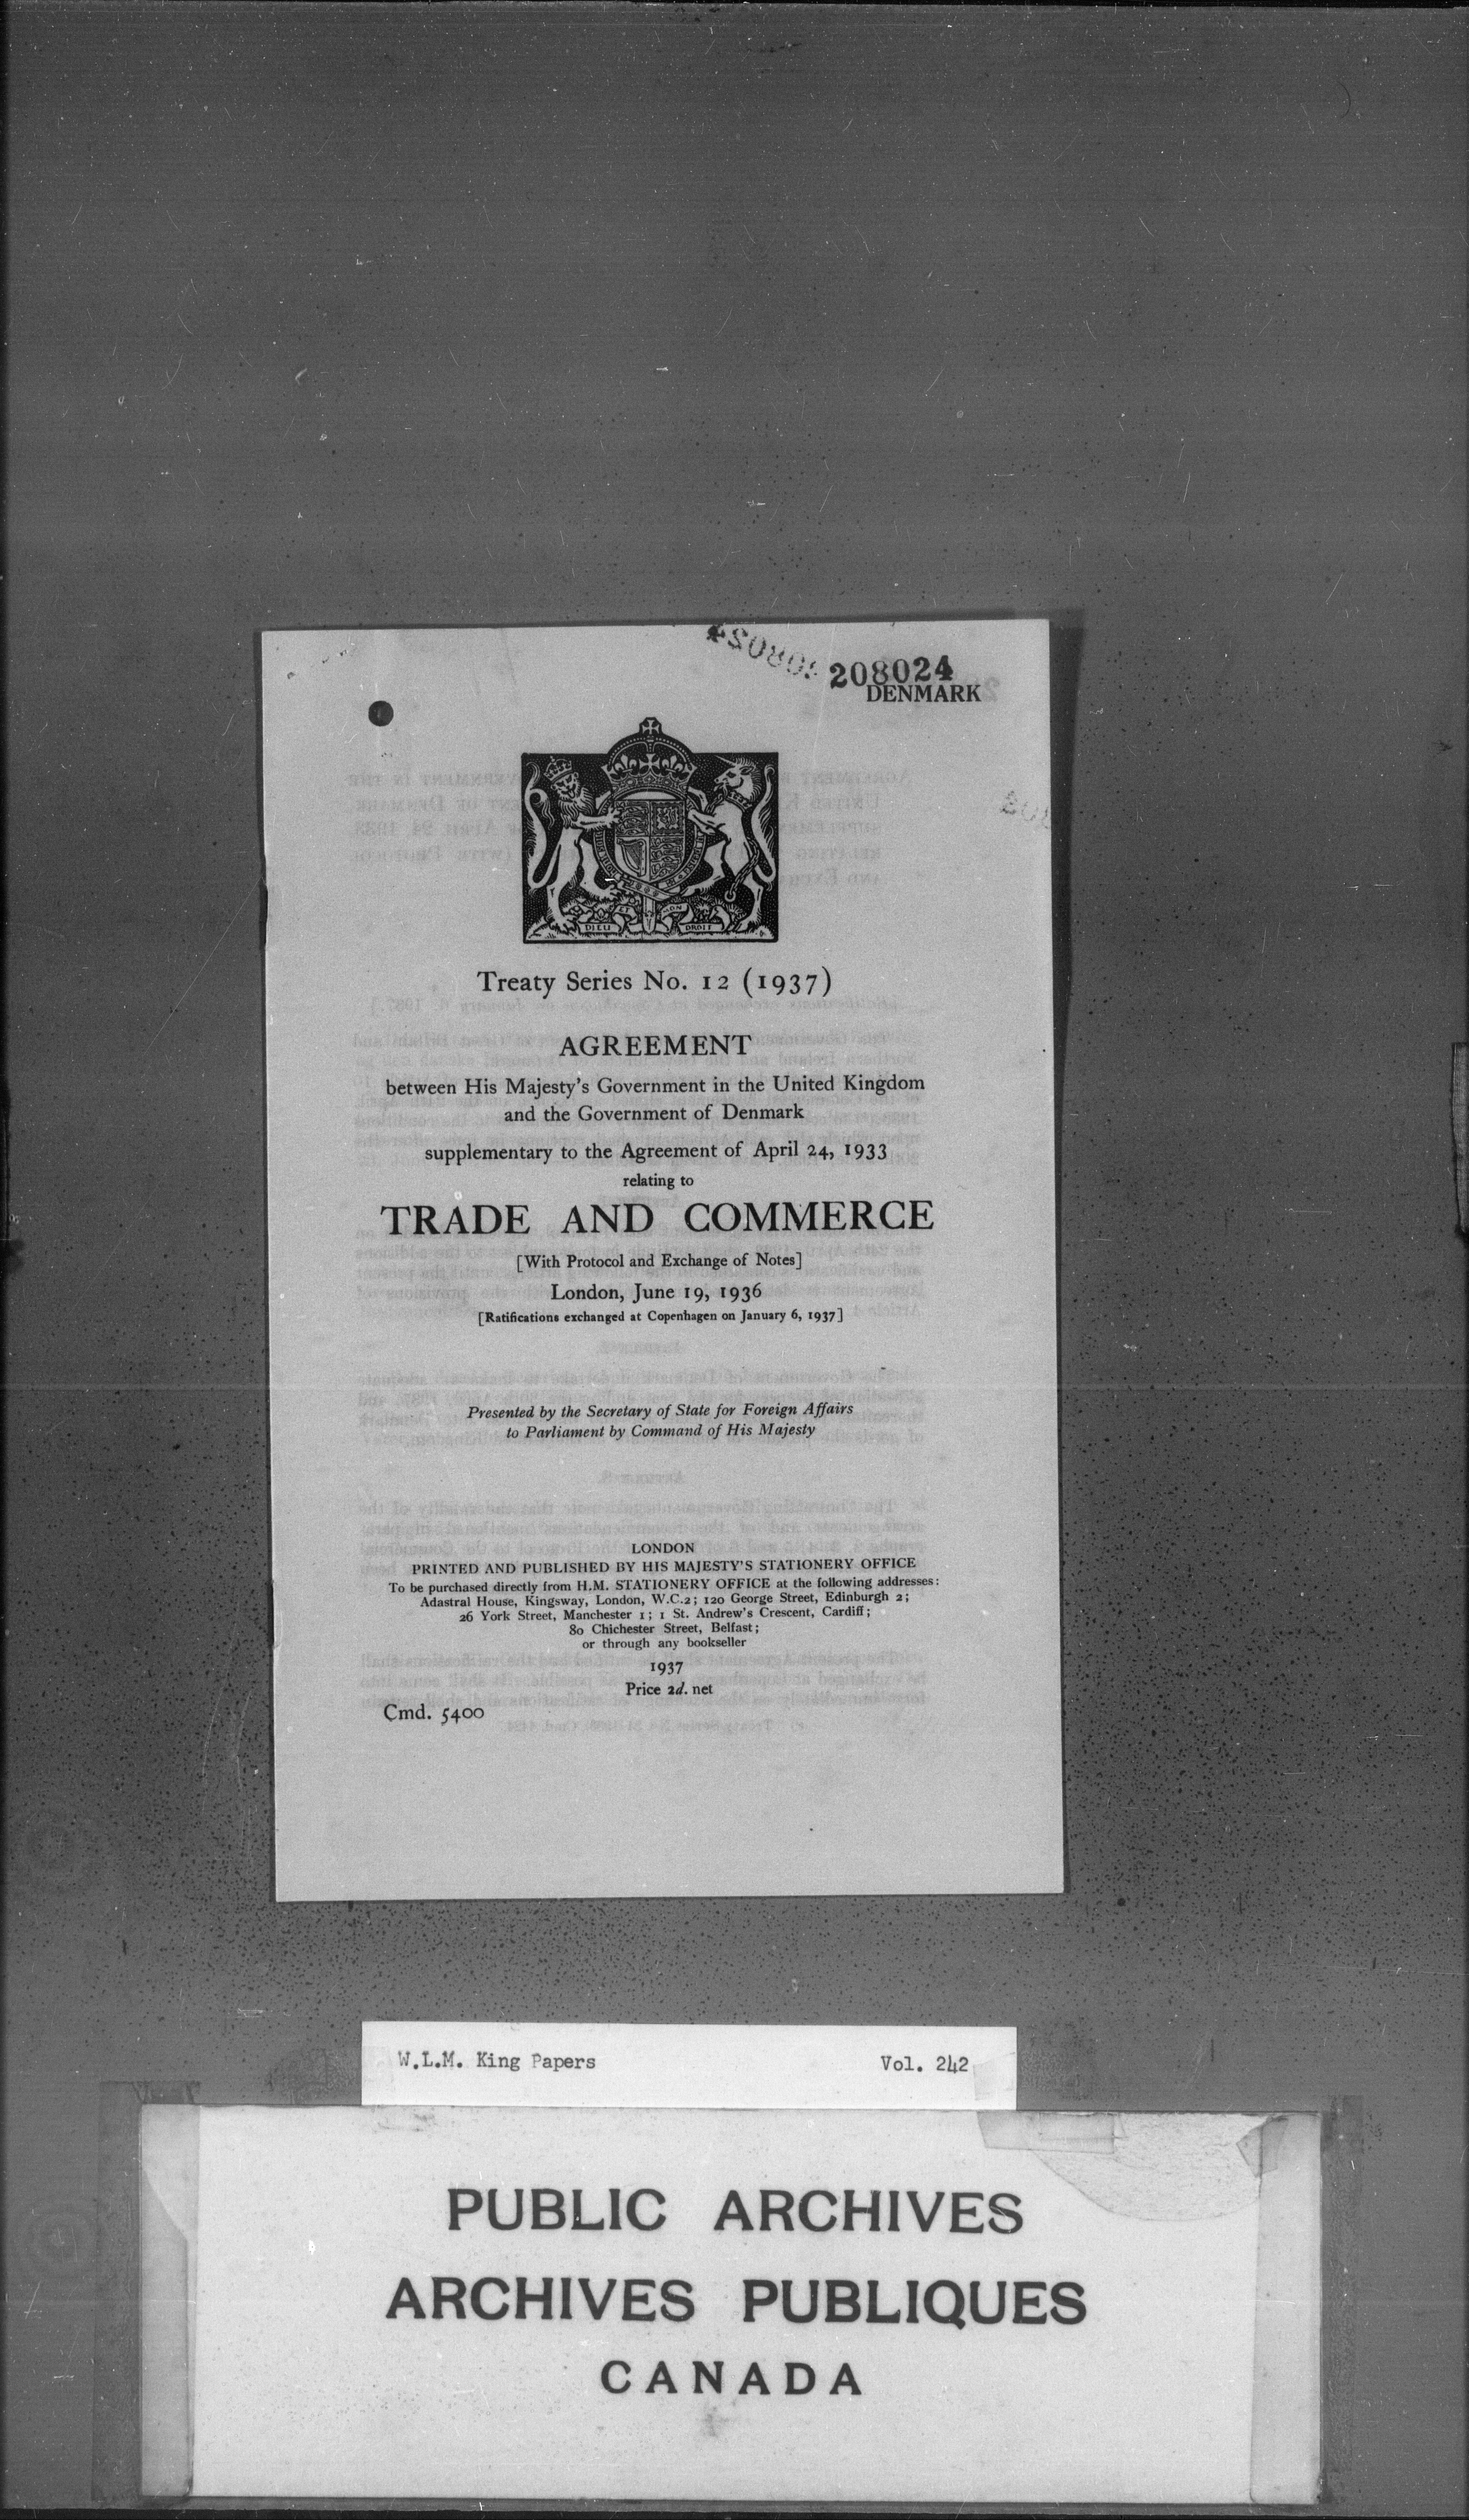 208024
DENMARK
DIEU ET MON DROIT
Treaty Series No. 12 (1937)
AGREEMENT
between His Majesty's Government in the United Kingdom
and the Government of Denmark
supplementary to the Agreement of April 24, 1933
relating to
TRADE AND COMMERCE
[With Protocol and Exchange of Notes]
London, June 19, 1936
[Ratifications exchanged at Copenhagen on January 6, 1937]
Presented by the Secretary of State for Foreign Affairs
to Parliament by Command of His Majesty
LONDON
PRINTED AND PUBLISHED BY HIS MAJESTY'S STATIONERY OFFICE
To be purchased directly from H.M. STATIONERY OFFICE at the following addresses:
Adastral House, Kingsway, London, W.C.2; 120 George Street, Edinburgh 2;
26 York Street, Manchester 1; 1 St. Andrew's Crescent, Cardiff;
80 Chichester Street, Belfast;
or through any bookseller
1937
Price 2d. net
Cmd. 5400
W.L.M. King Papers Vol. 242
PUBLIC ARCHIVES
ARCHIVES PUBLIQUES
CANADA